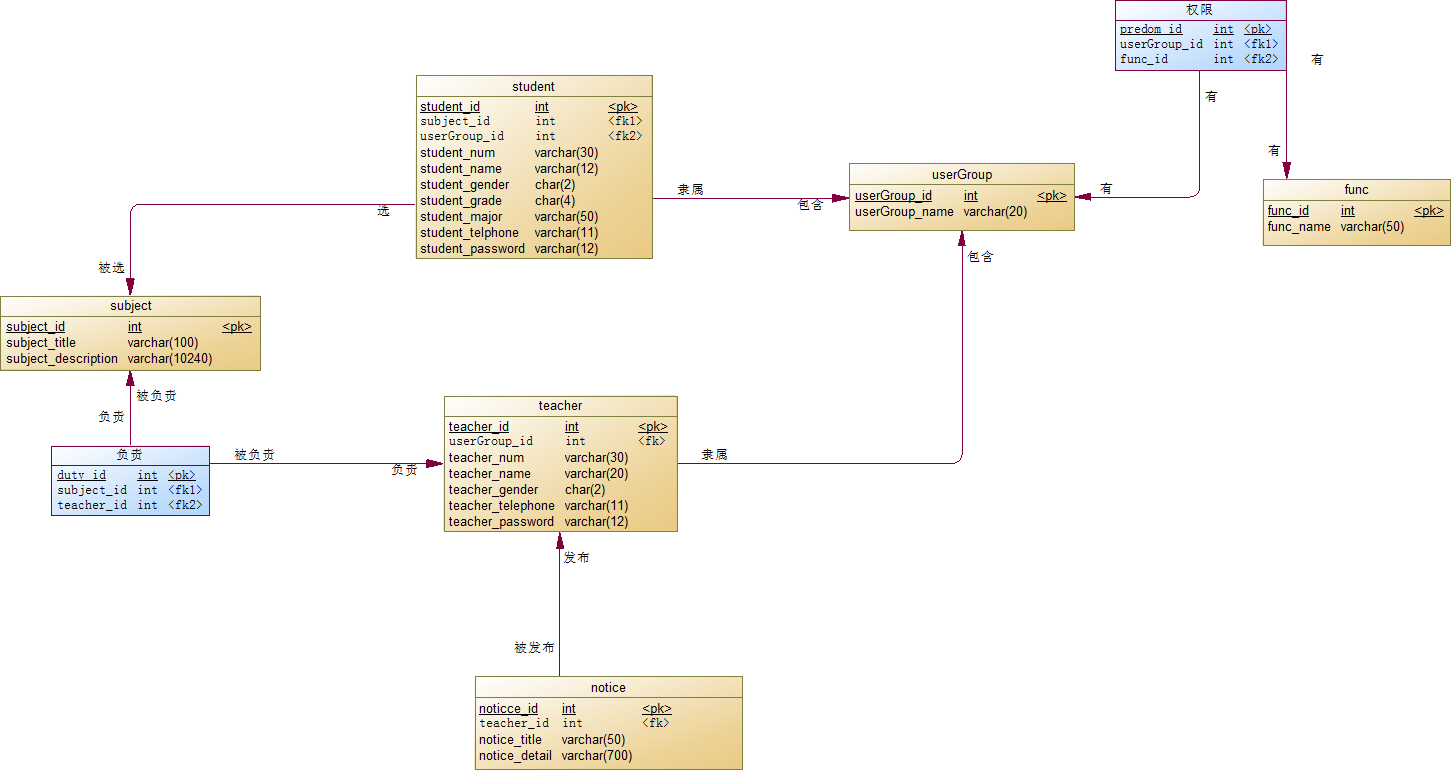 权限
predom_id int <pk>
userGroup_id int <fk1>
func_id int <fk2>
有
有
有
有
student
student_id int <pk>
subject_id int <fk1>
userGroup_id int <fk2>
student_num varchar(30)
student_name varchar(12)
student_gender char(2)
student_grade char(4)
student_major varchar(50)
student_telphone varchar(11)
student_password varchar(12)
隶属
包含
userGroup
userGroup_id int <pk>
userGroup_name varchar(20)
func
func_id int <pk>
func_name varchar(50)
选
被选
包含
subject
subject_id int <pk>
subject_title varchar(100)
subject_description varchar(10240)
被负责
负责
teacher
teacher_id int <pk>
userGroup_id int <fk>
teacher_num varchar(30)
teacher_name varchar(20)
teacher_gender char(2)
teacher_telephone varchar(11)
teacher_password varchar(12)
隶属
负责
duty_id int <pk>
subject_id int <fk1>
teacher_id int <fk2>
被负责
负责
发布
被发布
notice
noticce_id int <pk>
teacher_id int <fk>
notice_title varchar(50)
notice_detail varchar(700)